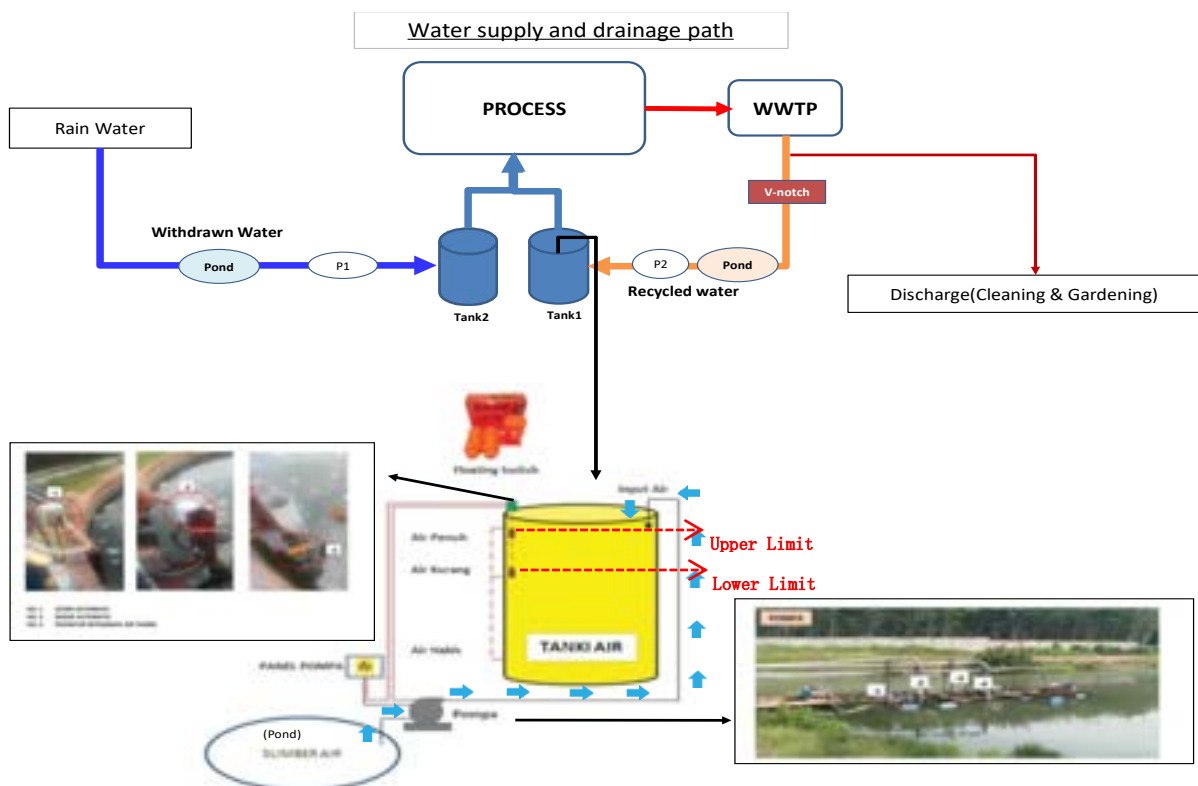 Water supply and drainage path
PROCESS
WWTP
Rain Water
V-notch
Withdrawn Water
Pond
P1
P2
Pond
Recycled water
Tank2
Tank1
Discharge(Cleaning & Gardening)
Floating Switch
Input Air
Air Penuh
Upper Limit
Air Kurang
Lower Limit
TANKI AIR
Air Habis
PANEL POMPA
Pompa
(Pond)
SUMBER AIR
POMPA